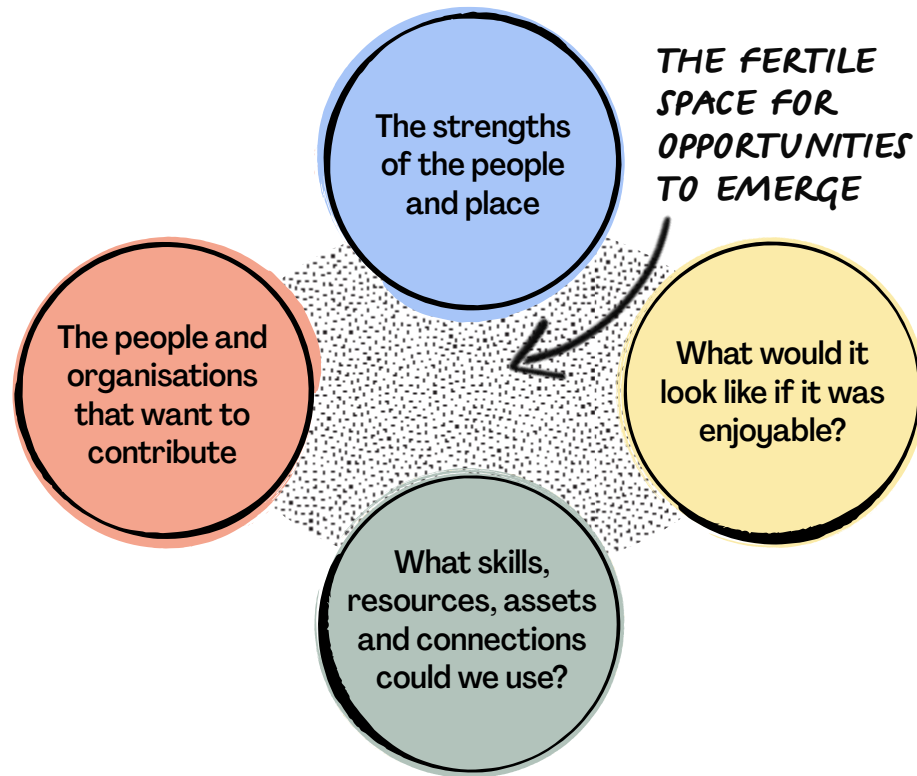 The strengths
of the people
and place
THE FERTILE
SPACE FOR
OPPORTUNITIES
TO EMERGE
The people and
organisations
that want to
contribute
What would it
look like if it was
enjoyable?
What skills,
resources, assets
and connections
could we use?